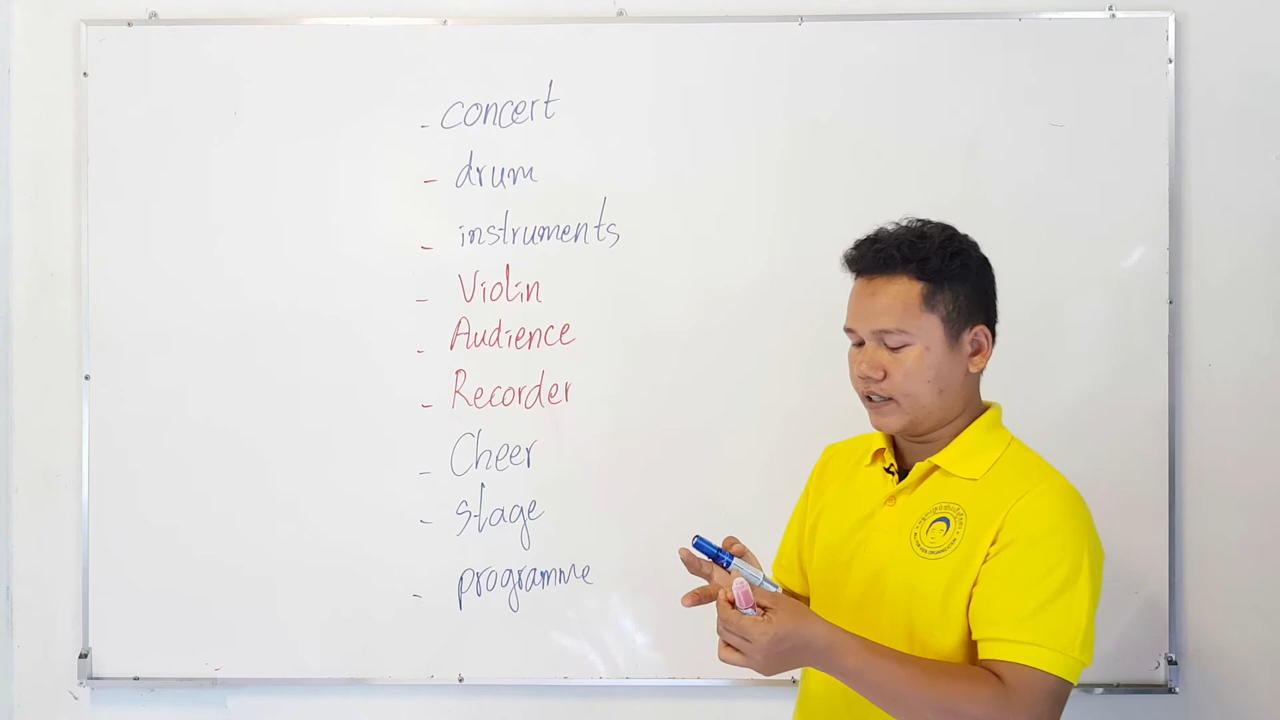 - concert
- drum
- instruments
- Violin
- Audience
- Recorder
- Cheer
- stage
- programme